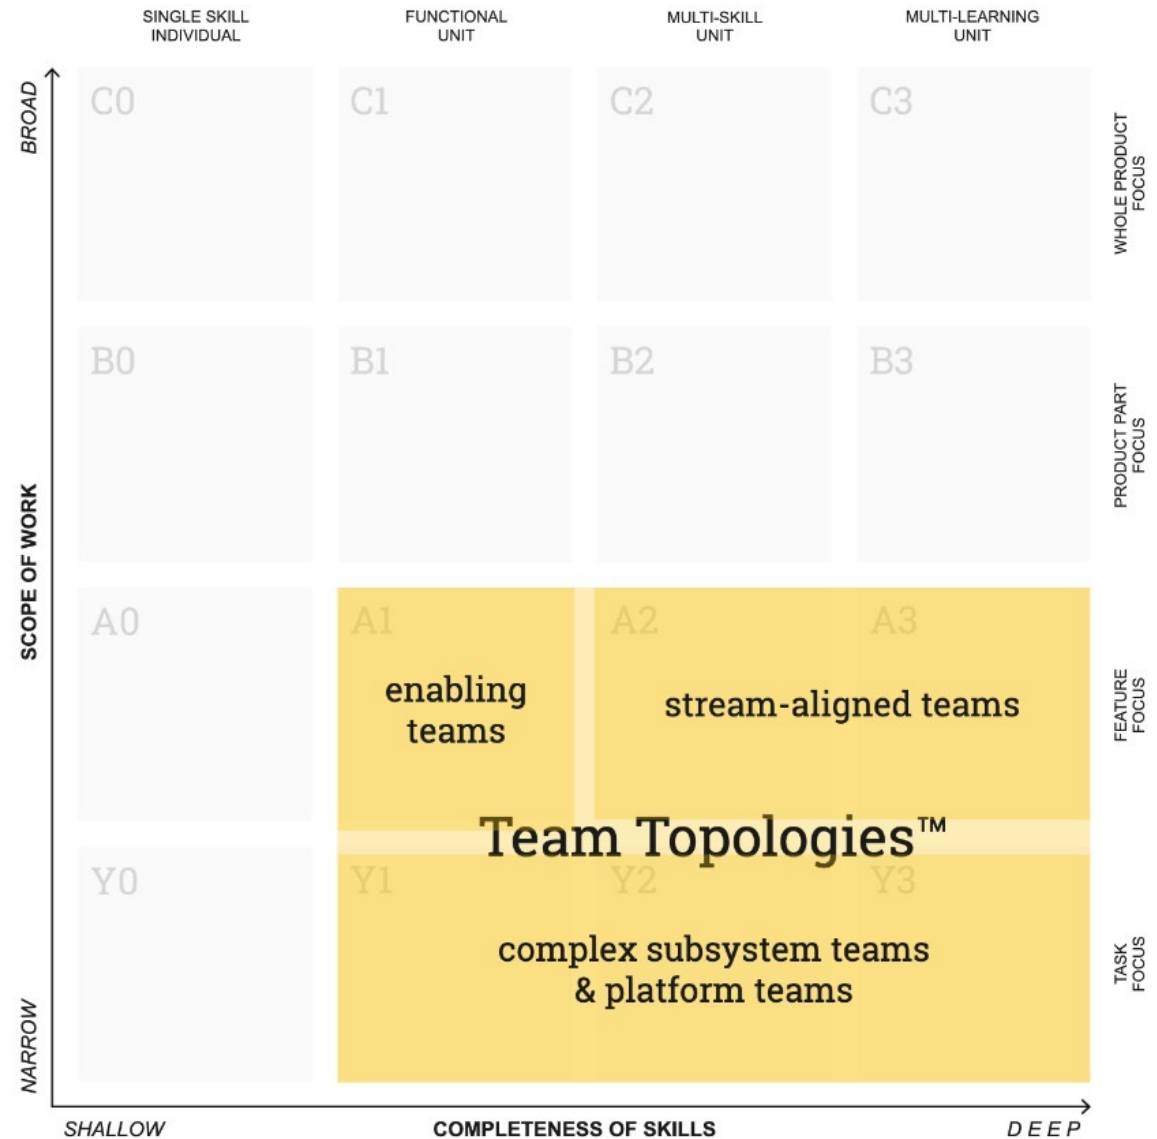 SINGLE SKILL
INDIVIDUAL
FUNCTIONAL
UNIT
MULTI-SKILL
UNIT
MULTI-LEARNING
UNIT
BROAD
C0
C1
C2
C3
WHOLE PRODUCT
FOCUS
B0
B1
B2
B3
PRODUCT PART
FOCUS
SCOPE OF WORK
A0
A1
A2
A3
enabling
teams
stream-aligned teams
FEATURE
FOCUS
Team Topologies™
Y0
Y1
Y2
Y3
complex subsystem teams
& platform teams
TASK
FOCUS
NARROW
SHALLOW
COMPLETENESS OF SKILLS
DEEP